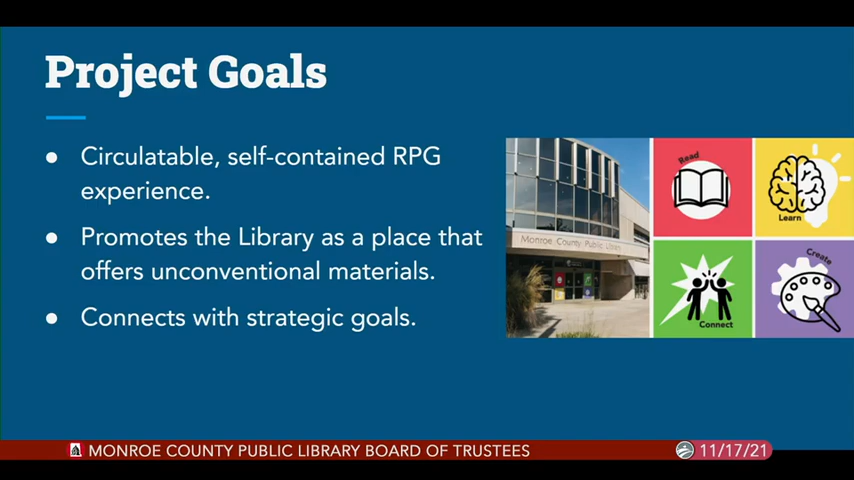 Project Goals
● Circulatable, self-contained RPG
experience.
● Promotes the Library as a place that
offers unconventional materials.
● Connects with strategic goals.
Monroe County Public Library
Read
Learn
Connect
Create
MONROE COUNTY PUBLIC LIBRARY BOARD OF TRUSTEES
11/17/21